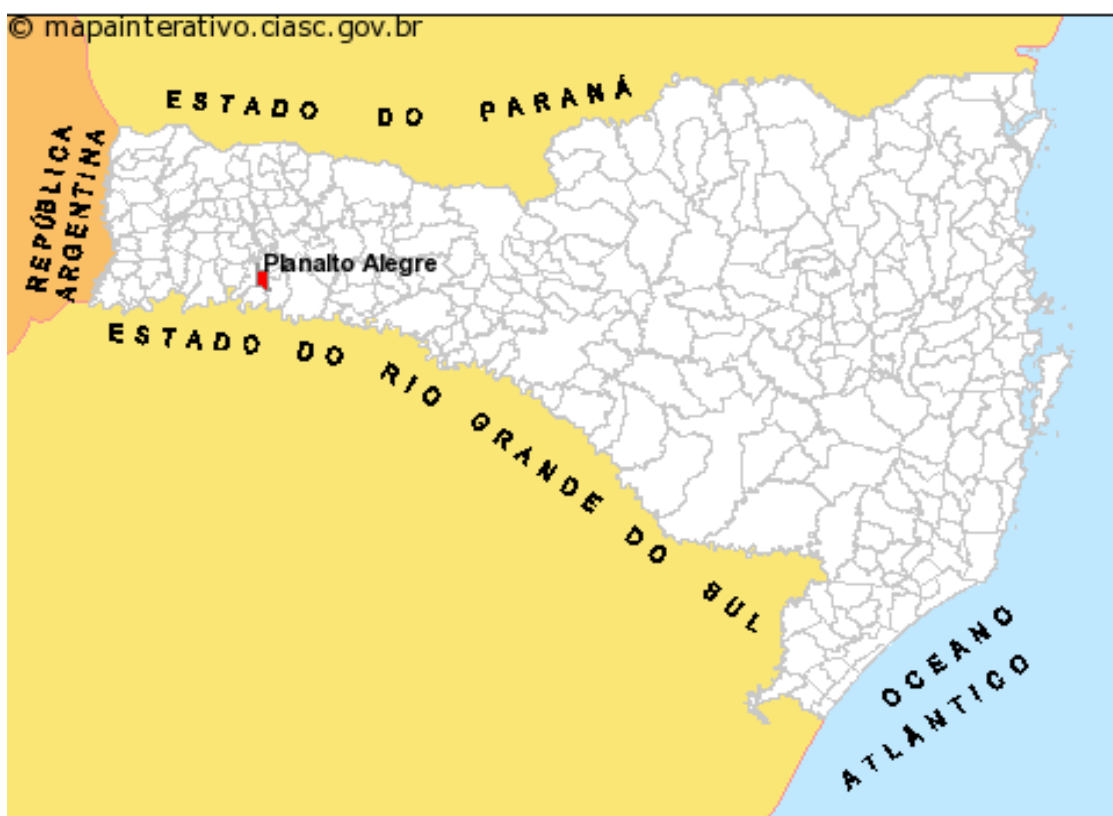 © mapainterativo.ciasc.gov.br
ESTADO DO PARANÁ
REPÚBLICA
ARGENTINA
Planalto Alegre
ESTADO DO RIO GRANDE DO SUL
OCEANO
ATLÂNTICO